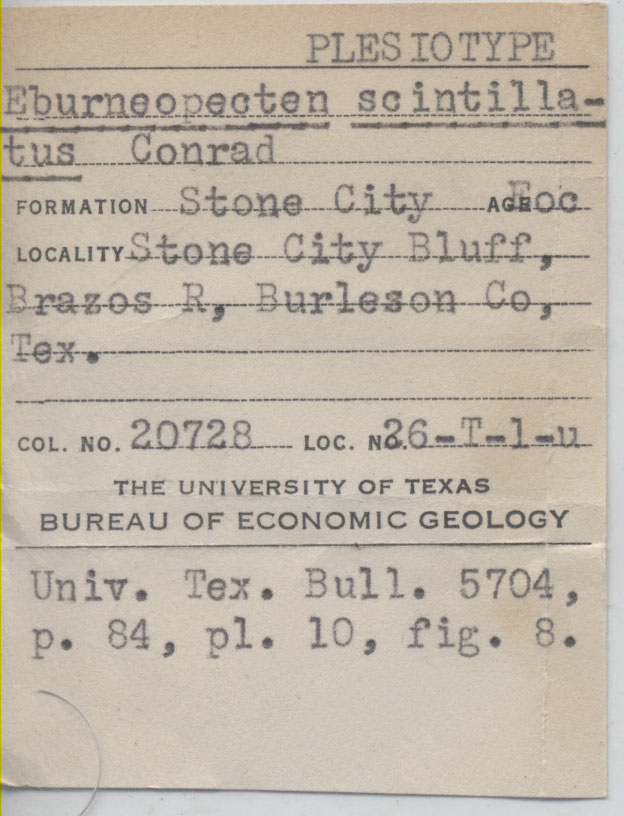 PLESIOTYPE
Eburneopecten scintilla-
tus Conrad
FORMATION Stone City AGE Eoc
LOCALITY Stone City Bluff,
Brazos R, Burleson Co,
Tex.
COL. NO. 20728 LOC. NO. 26-T-1-u
THE UNIVERSITY OF TEXAS
BUREAU OF ECONOMIC GEOLOGY
Univ. Tex. Bull. 5704,
p. 84, pl. 10, fig. 8.